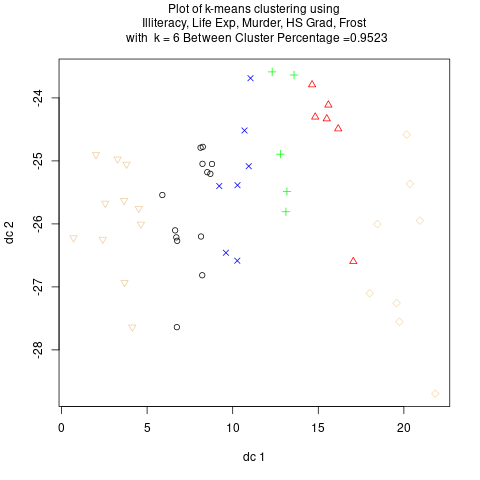 Plot of k-means clustering using
Illiteracy, Life Exp, Murder, HS Grad, Frost
with k = 6 Between Cluster Percentage =0.9523
-24
-25
-26
-27
-28
dc 2
0 5 10 15 20
dc 1